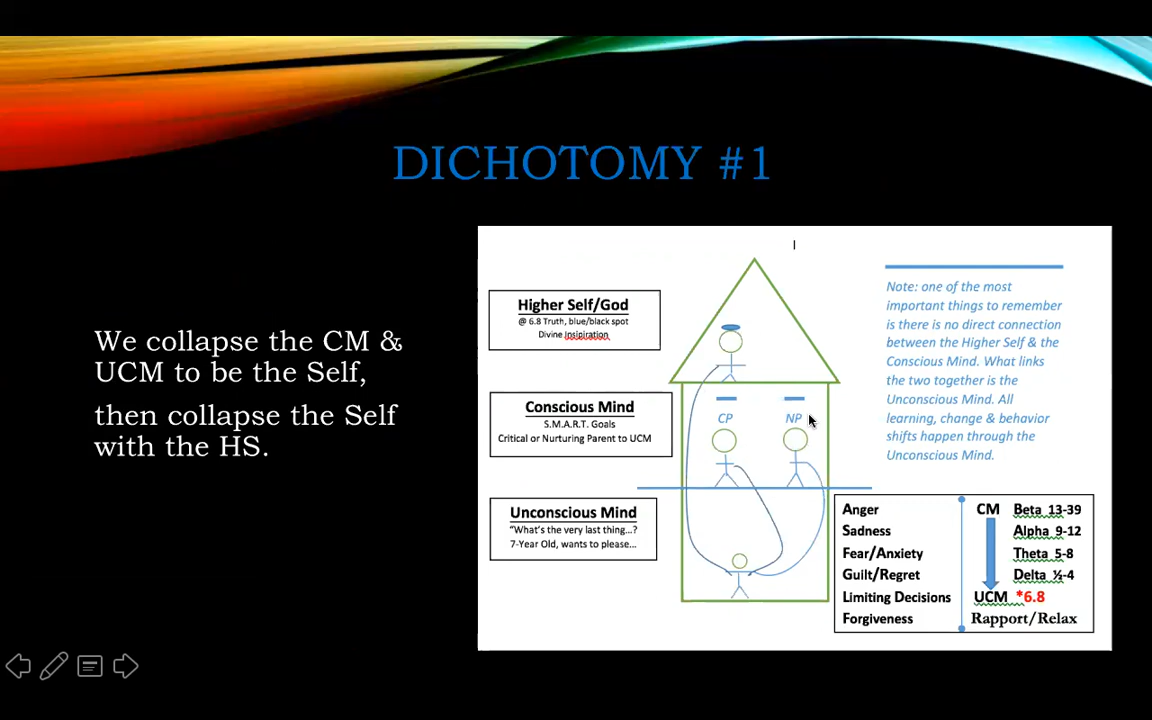 DICHOTOMY #1
We collapse the CM &
UCM to be the Self,
then collapse the Self
with the HS.
Higher Self/God
@ 6.8 Truth, blue/black spot
Divine Insipiration
Conscious Mind
S.M.A.R.T. Goals
Critical or Nurturing Parent to UCM
Unconscious Mind
"What's the very last thing...?
7-Year Old, wants to please...
CP
NP
Note: one of the most
important things to remember
is there is no direct connection
between the Higher Self & the
Conscious Mind. What links
the two together is the
Unconscious Mind. All
learning, change & behavior
shifts happen through the
Unconscious Mind.
Anger
Sadness
Fear/Anxiety
Guilt/Regret
Limiting Decisions
Forgiveness
CM Beta 13-39
Alpha 9-12
Theta 5-8
Delta ½-4
UCM *6.8
Rapport/Relax